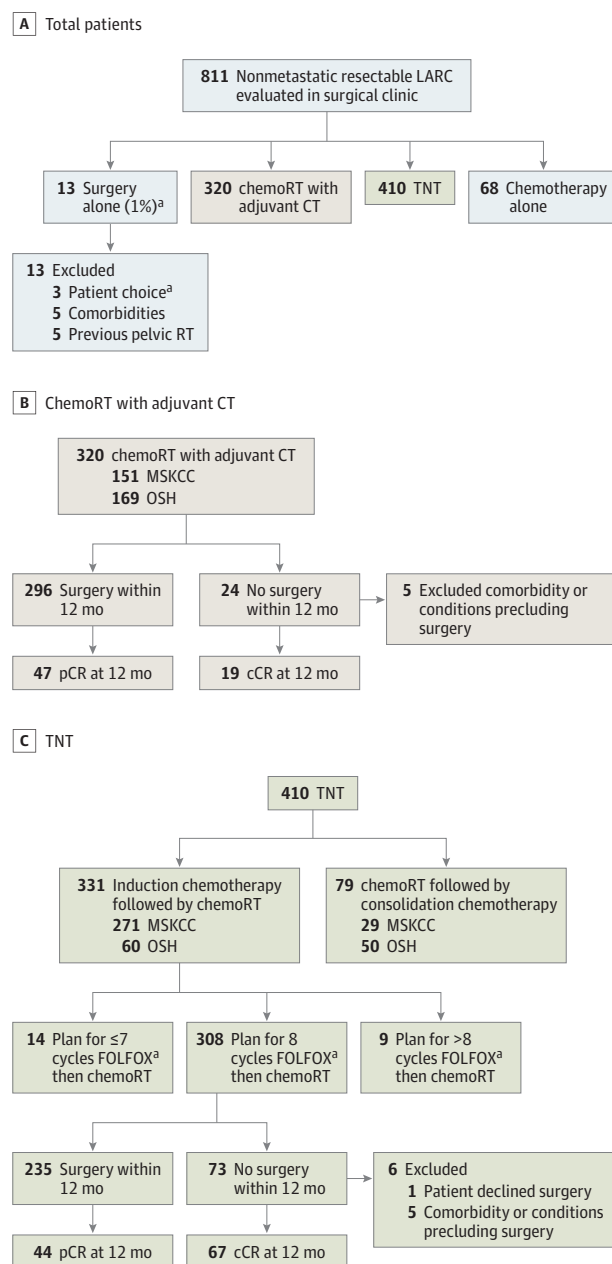 A Total patients
811 Nonmetastatic resectable LARC
evaluated in surgical clinic
13 Surgery
alone (1%)a
320 chemoRT with
adjuvant CT
410 TNT
68 Chemotherapy
alone
13 Excluded
3 Patient choicea
5 Comorbidities
5 Previous pelvic RT
B ChemoRT with adjuvant CT
320 chemoRT with adjuvant CT
151 MSKCC
169 OSH
296 Surgery within
12 mo
24 No surgery
within 12 mo
5 Excluded comorbidity or
conditions precluding
surgery
47 pCR at 12 mo
19 cCR at 12 mo
C TNT
410 TNT
331 Induction chemotherapy
followed by chemoRT
271 MSKCC
60 OSH
79 chemoRT followed by
consolidation chemotherapy
29 MSKCC
50 OSH
14 Plan for ≤7
cycles FOLFOXa
then chemoRT
308 Plan for 8
cycles FOLFOXa
then chemoRT
9 Plan for >8
cycles FOLFOXa
then chemoRT
235 Surgery within
12 mo
73 No surgery
within 12 mo
6 Excluded
1 Patient declined surgery
5 Comorbidity or conditions
precluding surgery
44 pCR at 12 mo
67 cCR at 12 mo